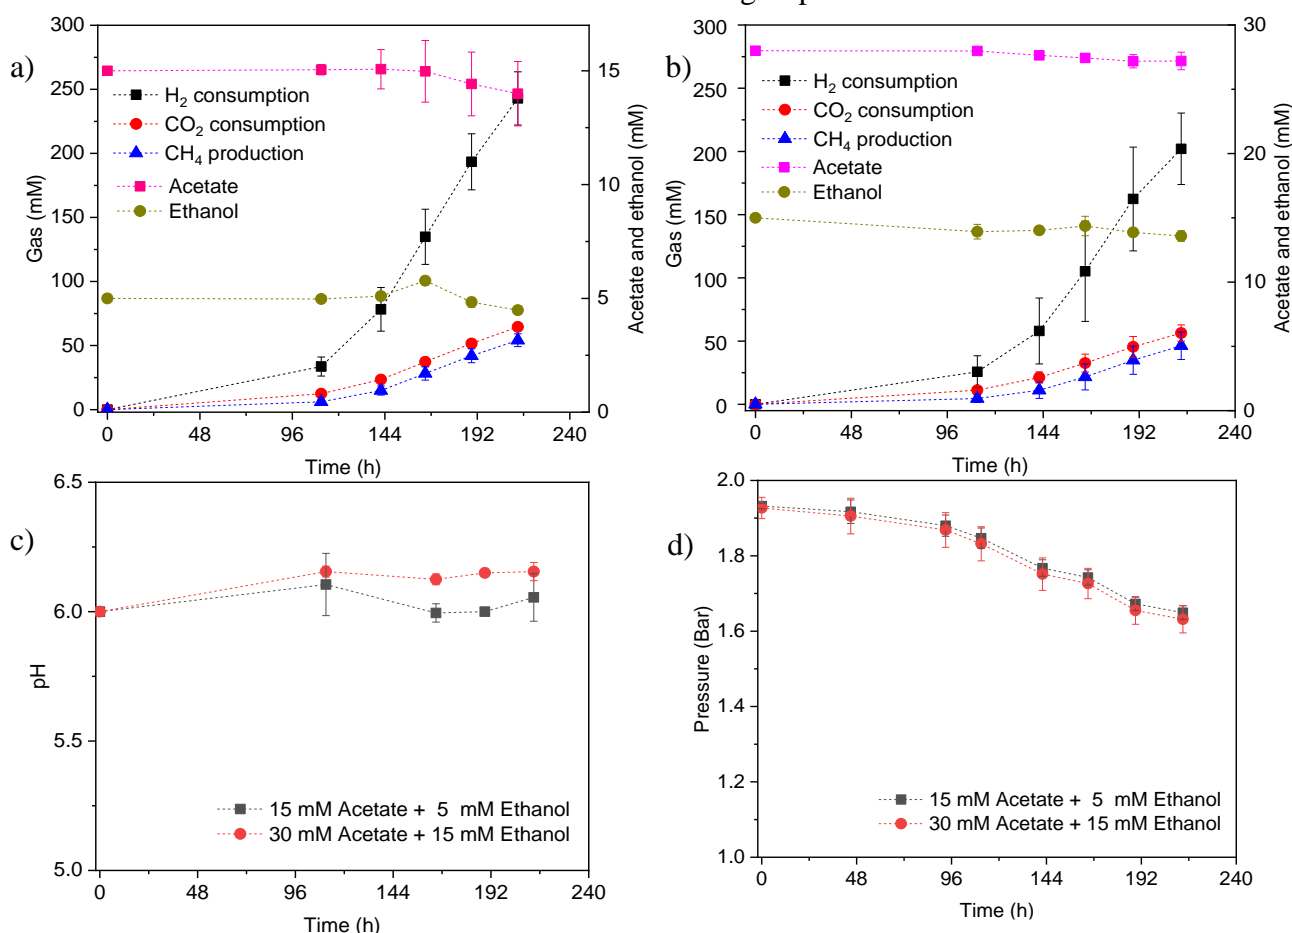 a)
300
250
200
150
100
50
0
Gas (mM)
H₂ consumption
CO₂ consumption
CH₄ production
Acetate
Ethanol
15
10
5
0
Acetate and ethanol (mM)
0 48 96 144 192 240
Time (h)
b)
300
250
200
150
100
50
0
Gas (mM)
H₂ consumption
CO₂ consumption
CH₄ production
Acetate
Ethanol
30
20
10
0
Acetate and ethanol (mM)
0 48 96 144 192 240
Time (h)
c)
6.5
6.0
5.5
5.0
pH
15 mM Acetate + 5 mM Ethanol
30 mM Acetate + 15 mM Ethanol
0 48 96 144 192 240
Time (h)
d)
2.0
1.8
1.6
1.4
1.2
1.0
Pressure (Bar)
15 mM Acetate + 5 mM Ethanol
30 mM Acetate + 15 mM Ethanol
0 48 96 144 192 240
Time (h)